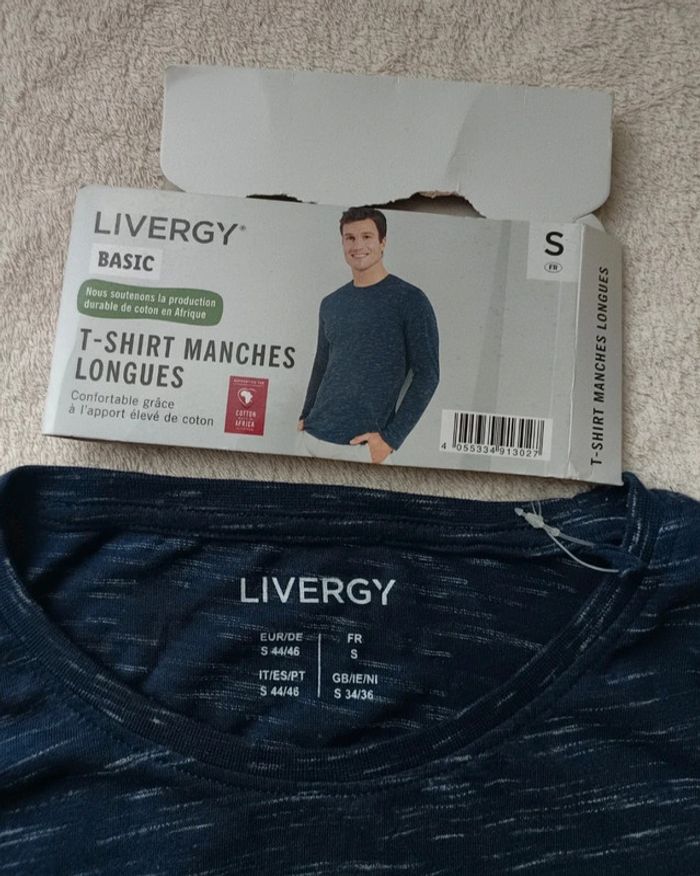 LIVERGY®
BASIC
Nous soutenons la production
durable de coton en Afrique
T-SHIRT MANCHES
LONGUES
Confortable grâce
à l'apport élevé de coton
COTTON
AFRICA
S
FR
4 055334 913027
T-SHIRT MANCHES LONGUES
LIVERGY
EUR/DE
S 44/46
FR
S
IT/ES/PT
S 44/46
GB/IE/NI
S 34/36